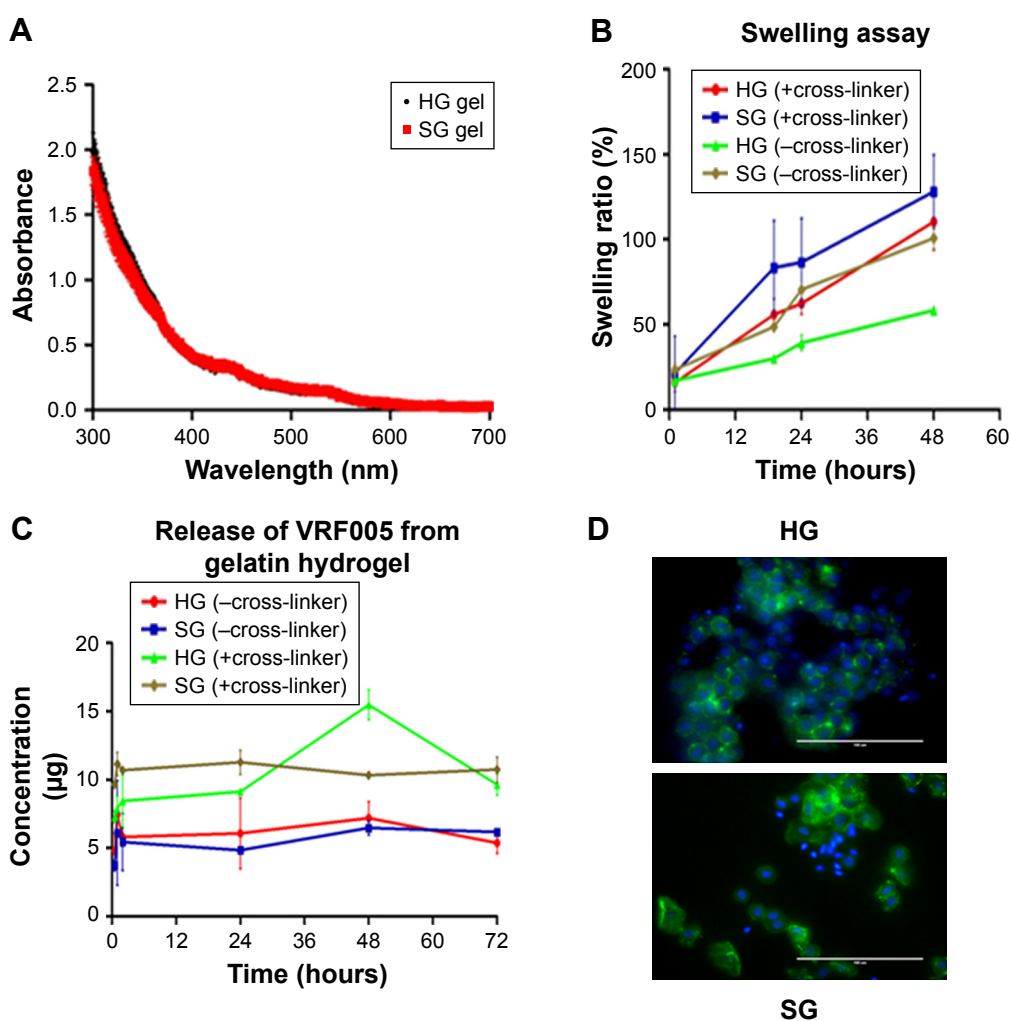 A
2.5
2.0
1.5
1.0
0.5
0.0
Absorbance
HG gel
SG gel
300
400
500
600
700
Wavelength (nm)
B
Swelling assay
200
150
100
50
0
Swelling ratio (%)
HG (+cross-linker)
SG (+cross-linker)
HG (–cross-linker)
SG (–cross-linker)
0
12
24
36
48
60
Time (hours)
C
Release of VRF005 from
gelatin hydrogel
HG (–cross-linker)
SG (–cross-linker)
HG (+cross-linker)
SG (+cross-linker)
20
15
10
5
0
Concentration
(µg)
0
12
24
36
48
60
72
Time (hours)
D
HG
SG